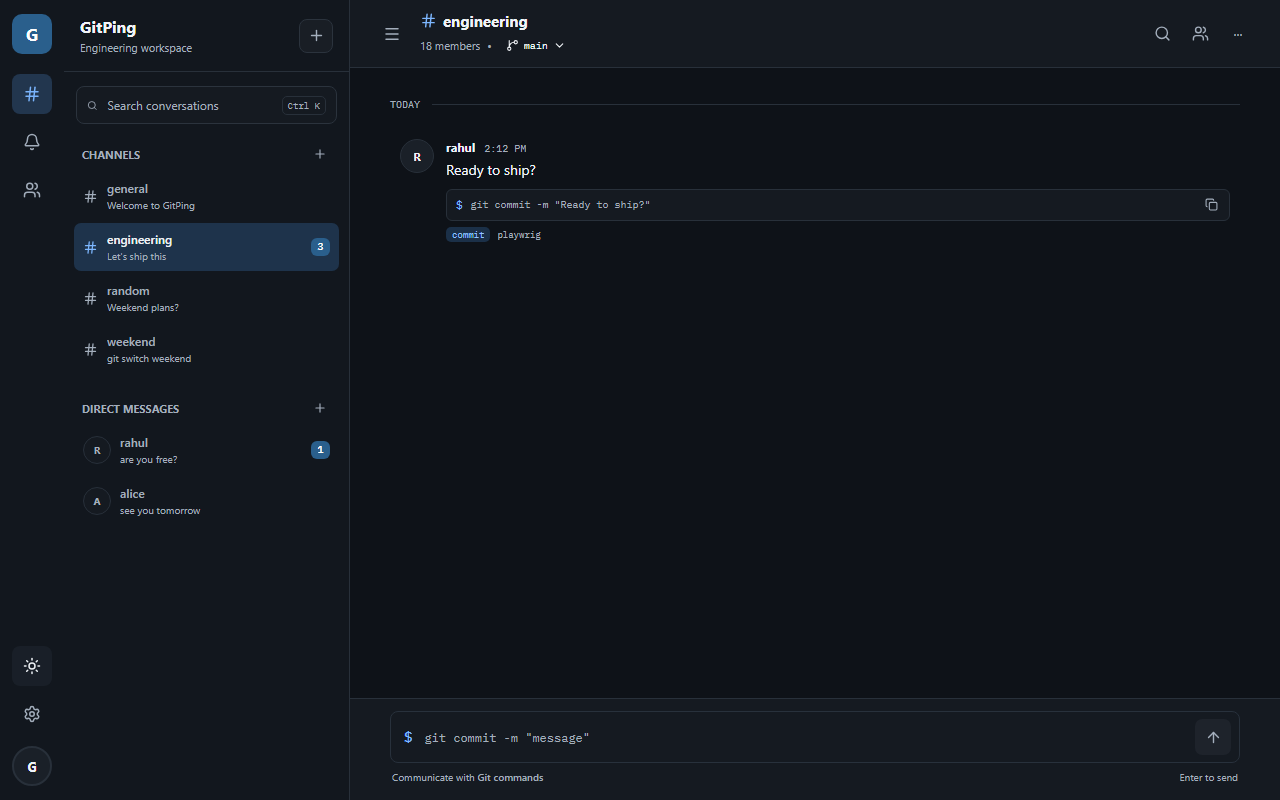 G
GitPing
Engineering workspace
Search conversations
Ctrl K
CHANNELS
general
Welcome to GitPing
engineering
Let's ship this
3
random
Weekend plans?
weekend
git switch weekend
DIRECT MESSAGES
R
rahul
are you free?
1
A
alice
see you tomorrow
G
# engineering
18 members • main
...
TODAY
R
rahul 2:12 PM
Ready to ship?
$ git commit -m "Ready to ship?"
commit playwrig
$ git commit -m "message"
Communicate with Git commands
Enter to send